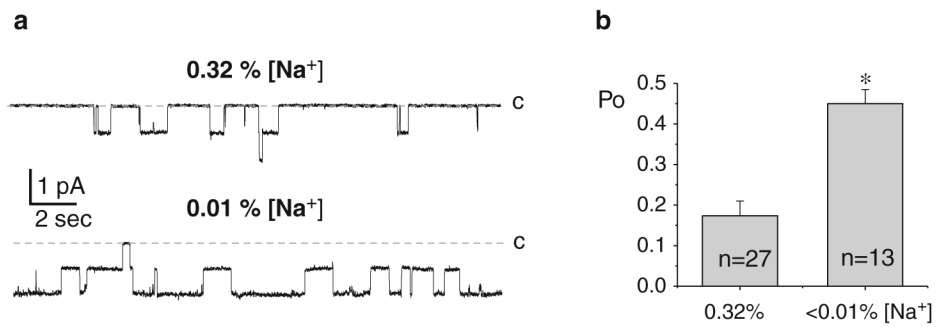 a
0.32 % [Na⁺]
C
1 pA
2 sec
0.01 % [Na⁺]
C
b
Po
*
0.5
0.4
0.3
0.2
0.1
0.0
n=27
n=13
0.32%
<0.01% [Na⁺]